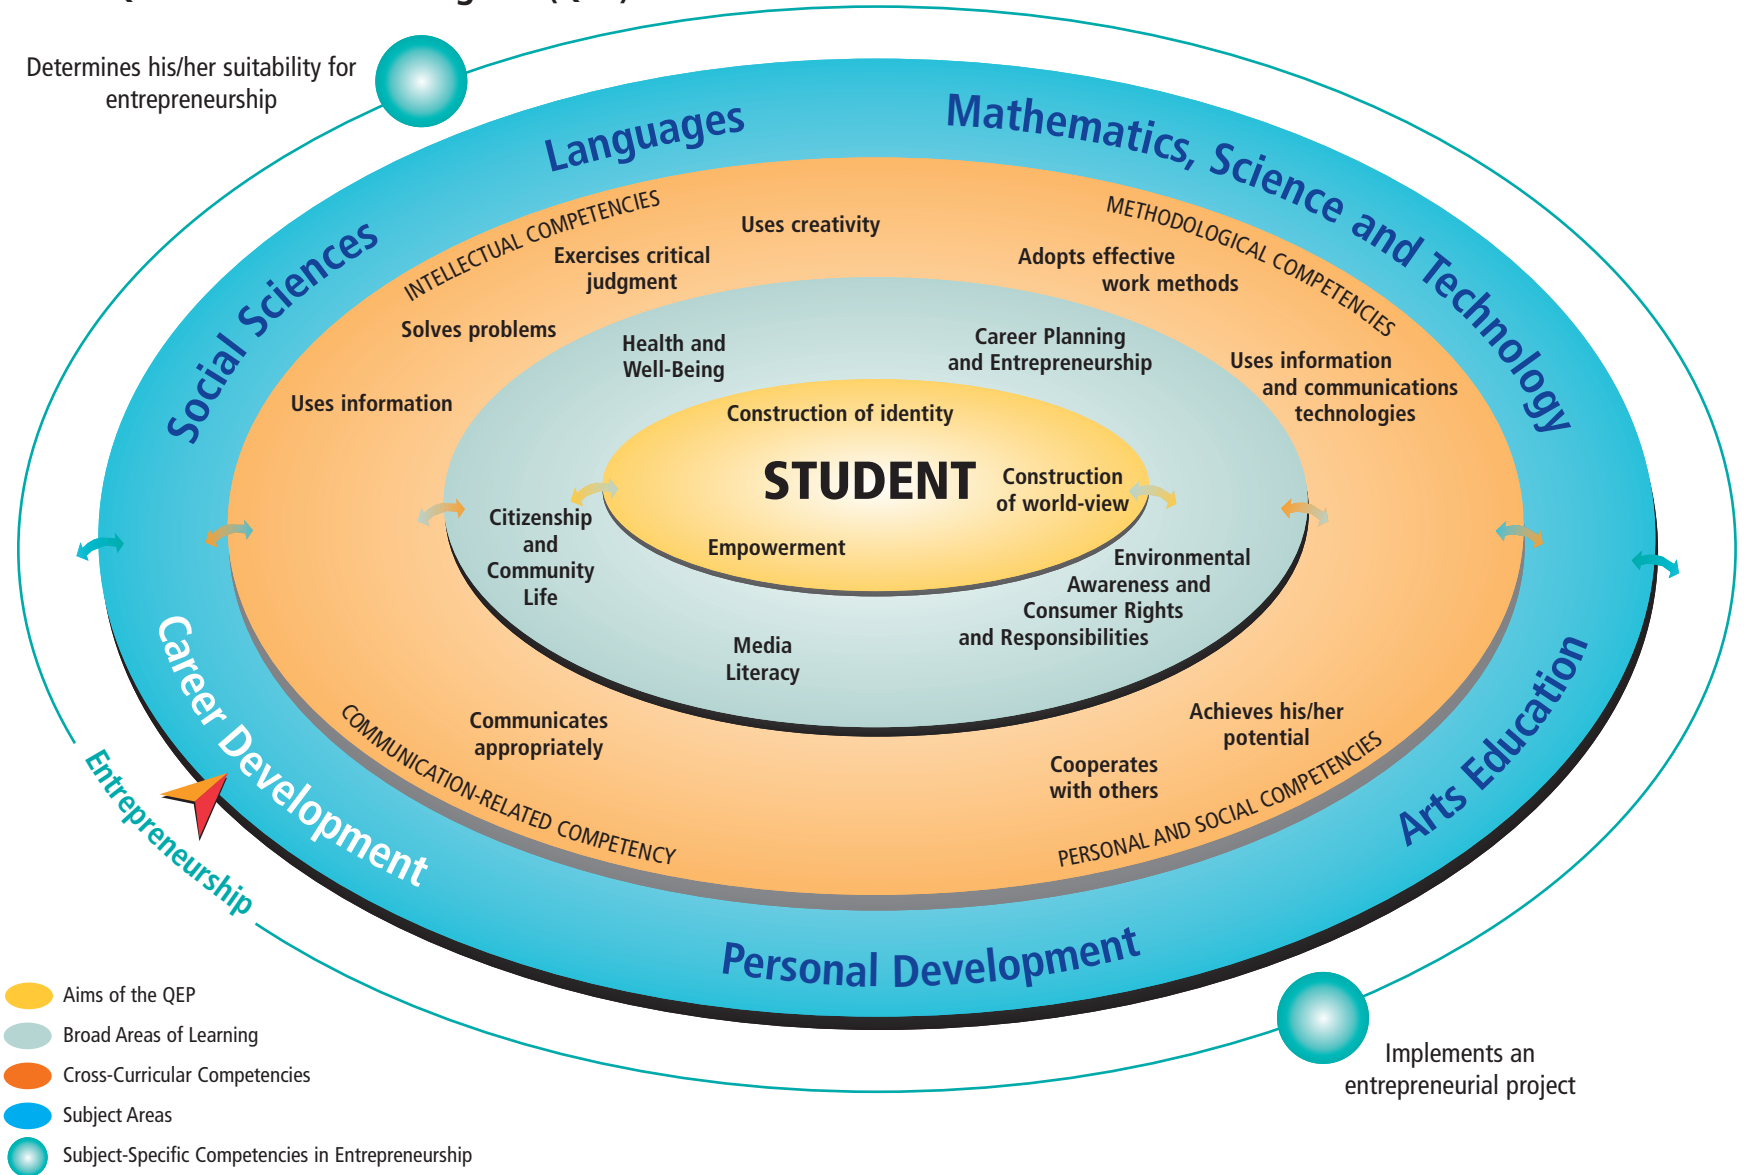 Determines his/her suitability for
entrepreneurship
Languages
Mathematics, Science and Technology
Social Sciences
INTELLECTUAL COMPETENCIES
METHODOLOGICAL COMPETENCIES
Uses creativity
Exercises critical
judgment
Adopts effective
work methods
Solves problems
Uses information
Uses information
and communications
technologies
Health and
Well-Being
Career Planning
and Entrepreneurship
Construction of identity
STUDENT
Construction
of world-view
Empowerment
Citizenship
and
Community
Life
Environmental
Awareness and
Consumer Rights
and Responsibilities
Media
Literacy
Communicates
appropriately
Achieves his/her
potential
Cooperates
with others
COMMUNICATION-RELATED COMPETENCY
PERSONAL AND SOCIAL COMPETENCIES
Career Development
Entrepreneurship
Arts Education
Personal Development
Implements an
entrepreneurial project
Aims of the QEP
Broad Areas of Learning
Cross-Curricular Competencies
Subject Areas
Subject-Specific Competencies in Entrepreneurship